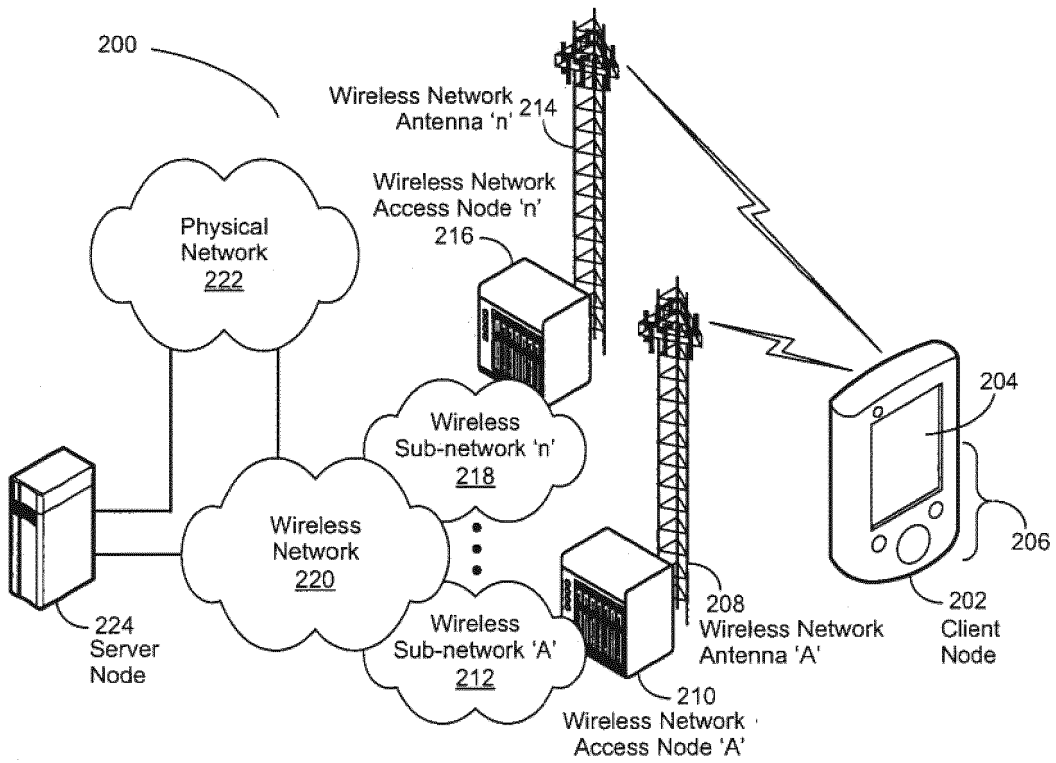 200
Wireless Network
Antenna 'n'
214
Wireless Network
Access Node 'n'
216
Physical
Network
222
204
Wireless
Sub-network 'n'
218
Wireless
Network
220
206
224
Server
Node
Wireless
Sub-network 'A'
212
208
Wireless Network
Antenna 'A'
202
Client
Node
210
Wireless Network
Access Node 'A'